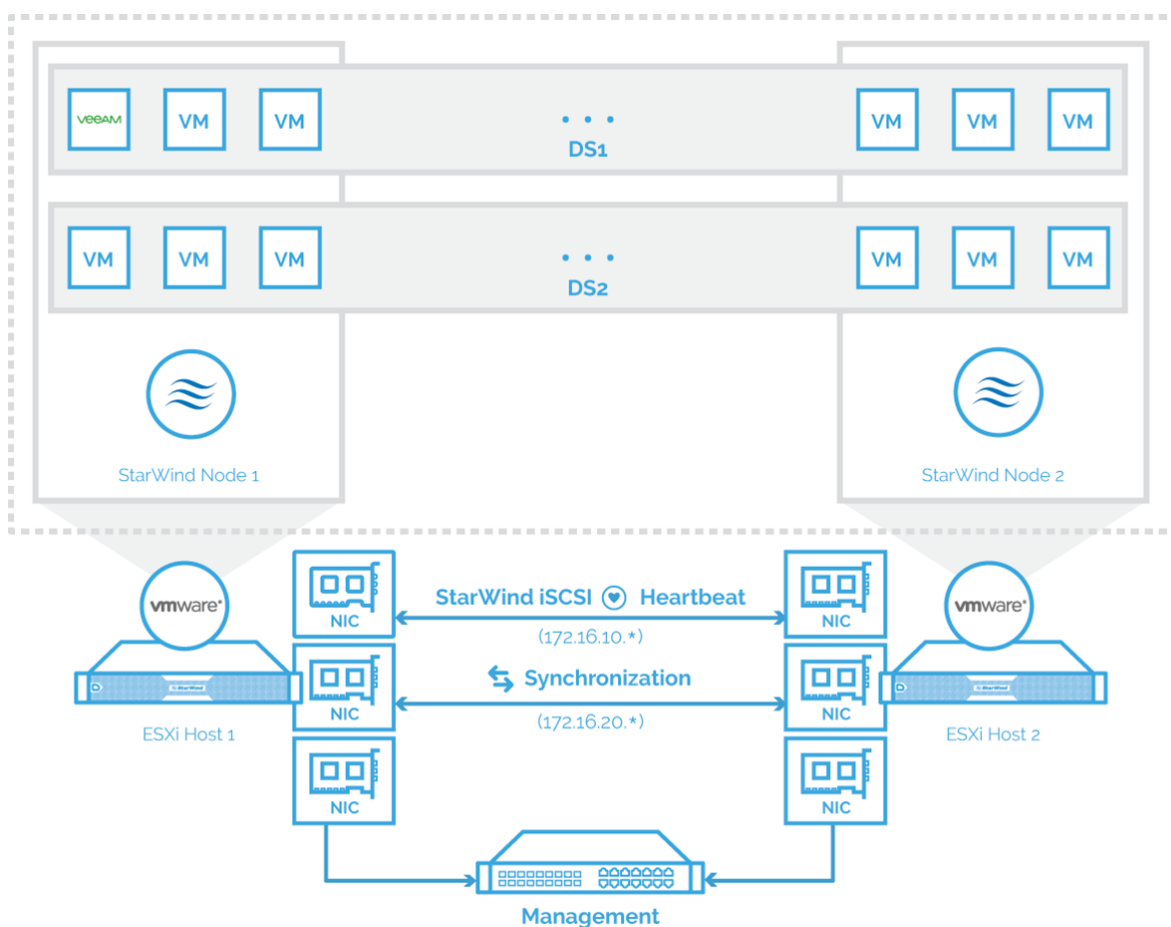 veeam VM VM VM VM VM
DS1
VM VM VM VM VM VM
DS2
StarWind Node 1 StarWind Node 2
vmware* vmware*
NIC StarWind iSCSI Heartbeat NIC
(172.16.10.*)
StarWind StarWind
NIC Synchronization NIC
(172.16.20.*)
ESXi Host 1 ESXi Host 2
NIC NIC
Management